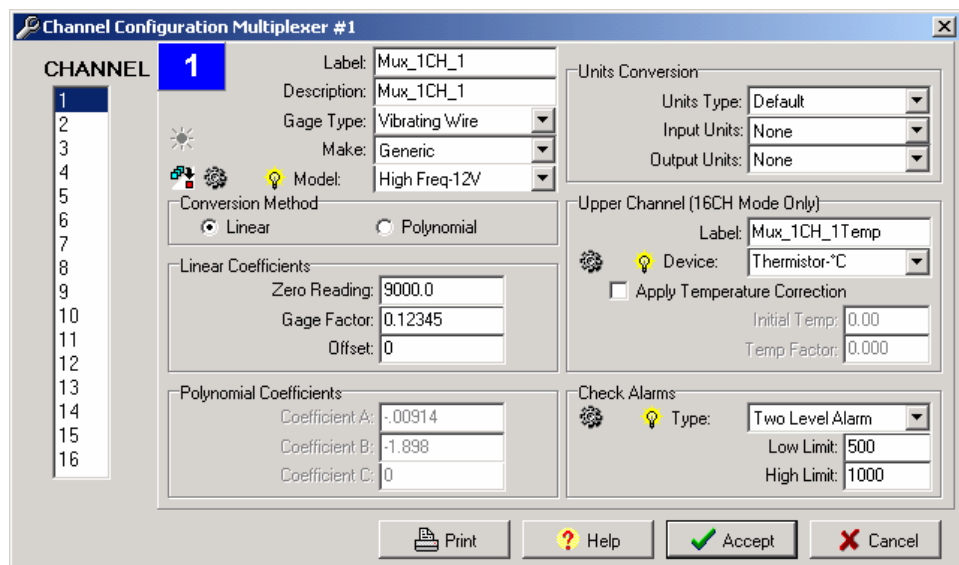 Channel Configuration Multiplexer #1
CHANNEL
1
2
3
4
5
6
7
8
9
10
11
12
13
14
15
16
1
Label: Mux_1CH_1
Description: Mux_1CH_1
Gage Type: Vibrating Wire
Make: Generic
Model: High Freq-12V
Conversion Method
Linear Polynomial
Linear Coefficients
Zero Reading: 9000.0
Gage Factor: 0.12345
Offset: 0
Polynomial Coefficients
Coefficient A: -.00914
Coefficient B: -1.898
Coefficient C: 0
Units Conversion
Units Type: Default
Input Units: None
Output Units: None
Upper Channel (16CH Mode Only)
Label: Mux_1CH_1Temp
Device: Thermistor-°C
Apply Temperature Correction
Initial Temp: 0.00
Temp Factor: 0.000
Check Alarms
Type: Two Level Alarm
Low Limit: 500
High Limit: 1000
Print ? Help Accept Cancel